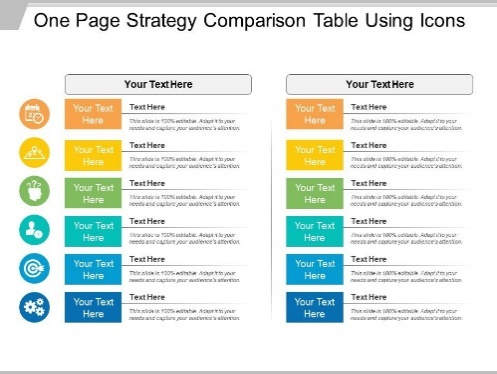 One Page Strategy Comparison Table Using Icons
Your Text Here
Your Text
Here
Text Here
This slide is 100% editable. Adapt it to your
needs and capture your audience's attention.
Your Text
Here
Text Here
This slide is 100% editable. Adapt it to your
needs and capture your audience's attention.
Your Text
Here
Text Here
This slide is 100% editable. Adapt it to your
needs and capture your audience's attention.
Your Text
Here
Text Here
This slide is 100% editable. Adapt it to your
needs and capture your audience's attention.
Your Text
Here
Text Here
This slide is 100% editable. Adapt it to your
needs and capture your audience's attention.
Your Text
Here
Text Here
This slide is 100% editable. Adapt it to your
needs and capture your audience's attention.
Your Text Here
Your Text
Here
Text Here
This slide is 100% editable. Adapt it to your
needs and capture your audience's attention.
Your Text
Here
Text Here
This slide is 100% editable. Adapt it to your
needs and capture your audience's attention.
Your Text
Here
Text Here
This slide is 100% editable. Adapt it to your
needs and capture your audience's attention.
Your Text
Here
Text Here
This slide is 100% editable. Adapt it to your
needs and capture your audience's attention.
Your Text
Here
Text Here
This slide is 100% editable. Adapt it to your
needs and capture your audience's attention.
Your Text
Here
Text Here
This slide is 100% editable. Adapt it to your
needs and capture your audience's attention.